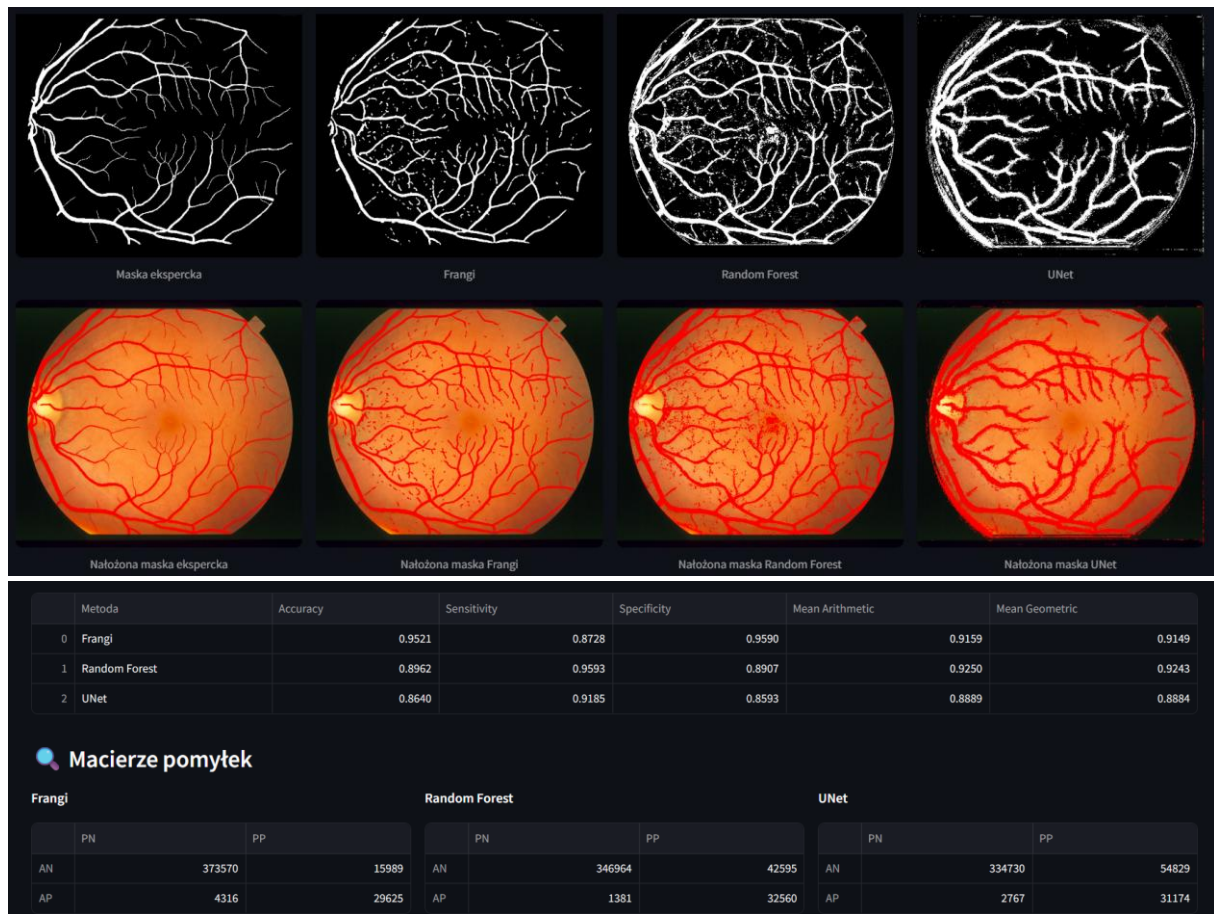 Maska ekspercka Frangi Random Forest UNet
Nałożona maska ekspercka Nałożona maska Frangi Nałożona maska Random Forest Nałożona maska UNet
Metoda Accuracy Sensitivity Specificity Mean Arithmetic Mean Geometric
0 Frangi 0.9521 0.8728 0.9590 0.9159 0.9149
1 Random Forest 0.8962 0.9593 0.8907 0.9250 0.9243
2 UNet 0.8640 0.9185 0.8593 0.8889 0.8884
Macierze pomyłek
Frangi Random Forest UNet
PN PP PN PP PN PP
AN 373570 15989 AN 346964 42595 AN 334730 54829
AP 4316 29625 AP 1381 32560 AP 2767 31174